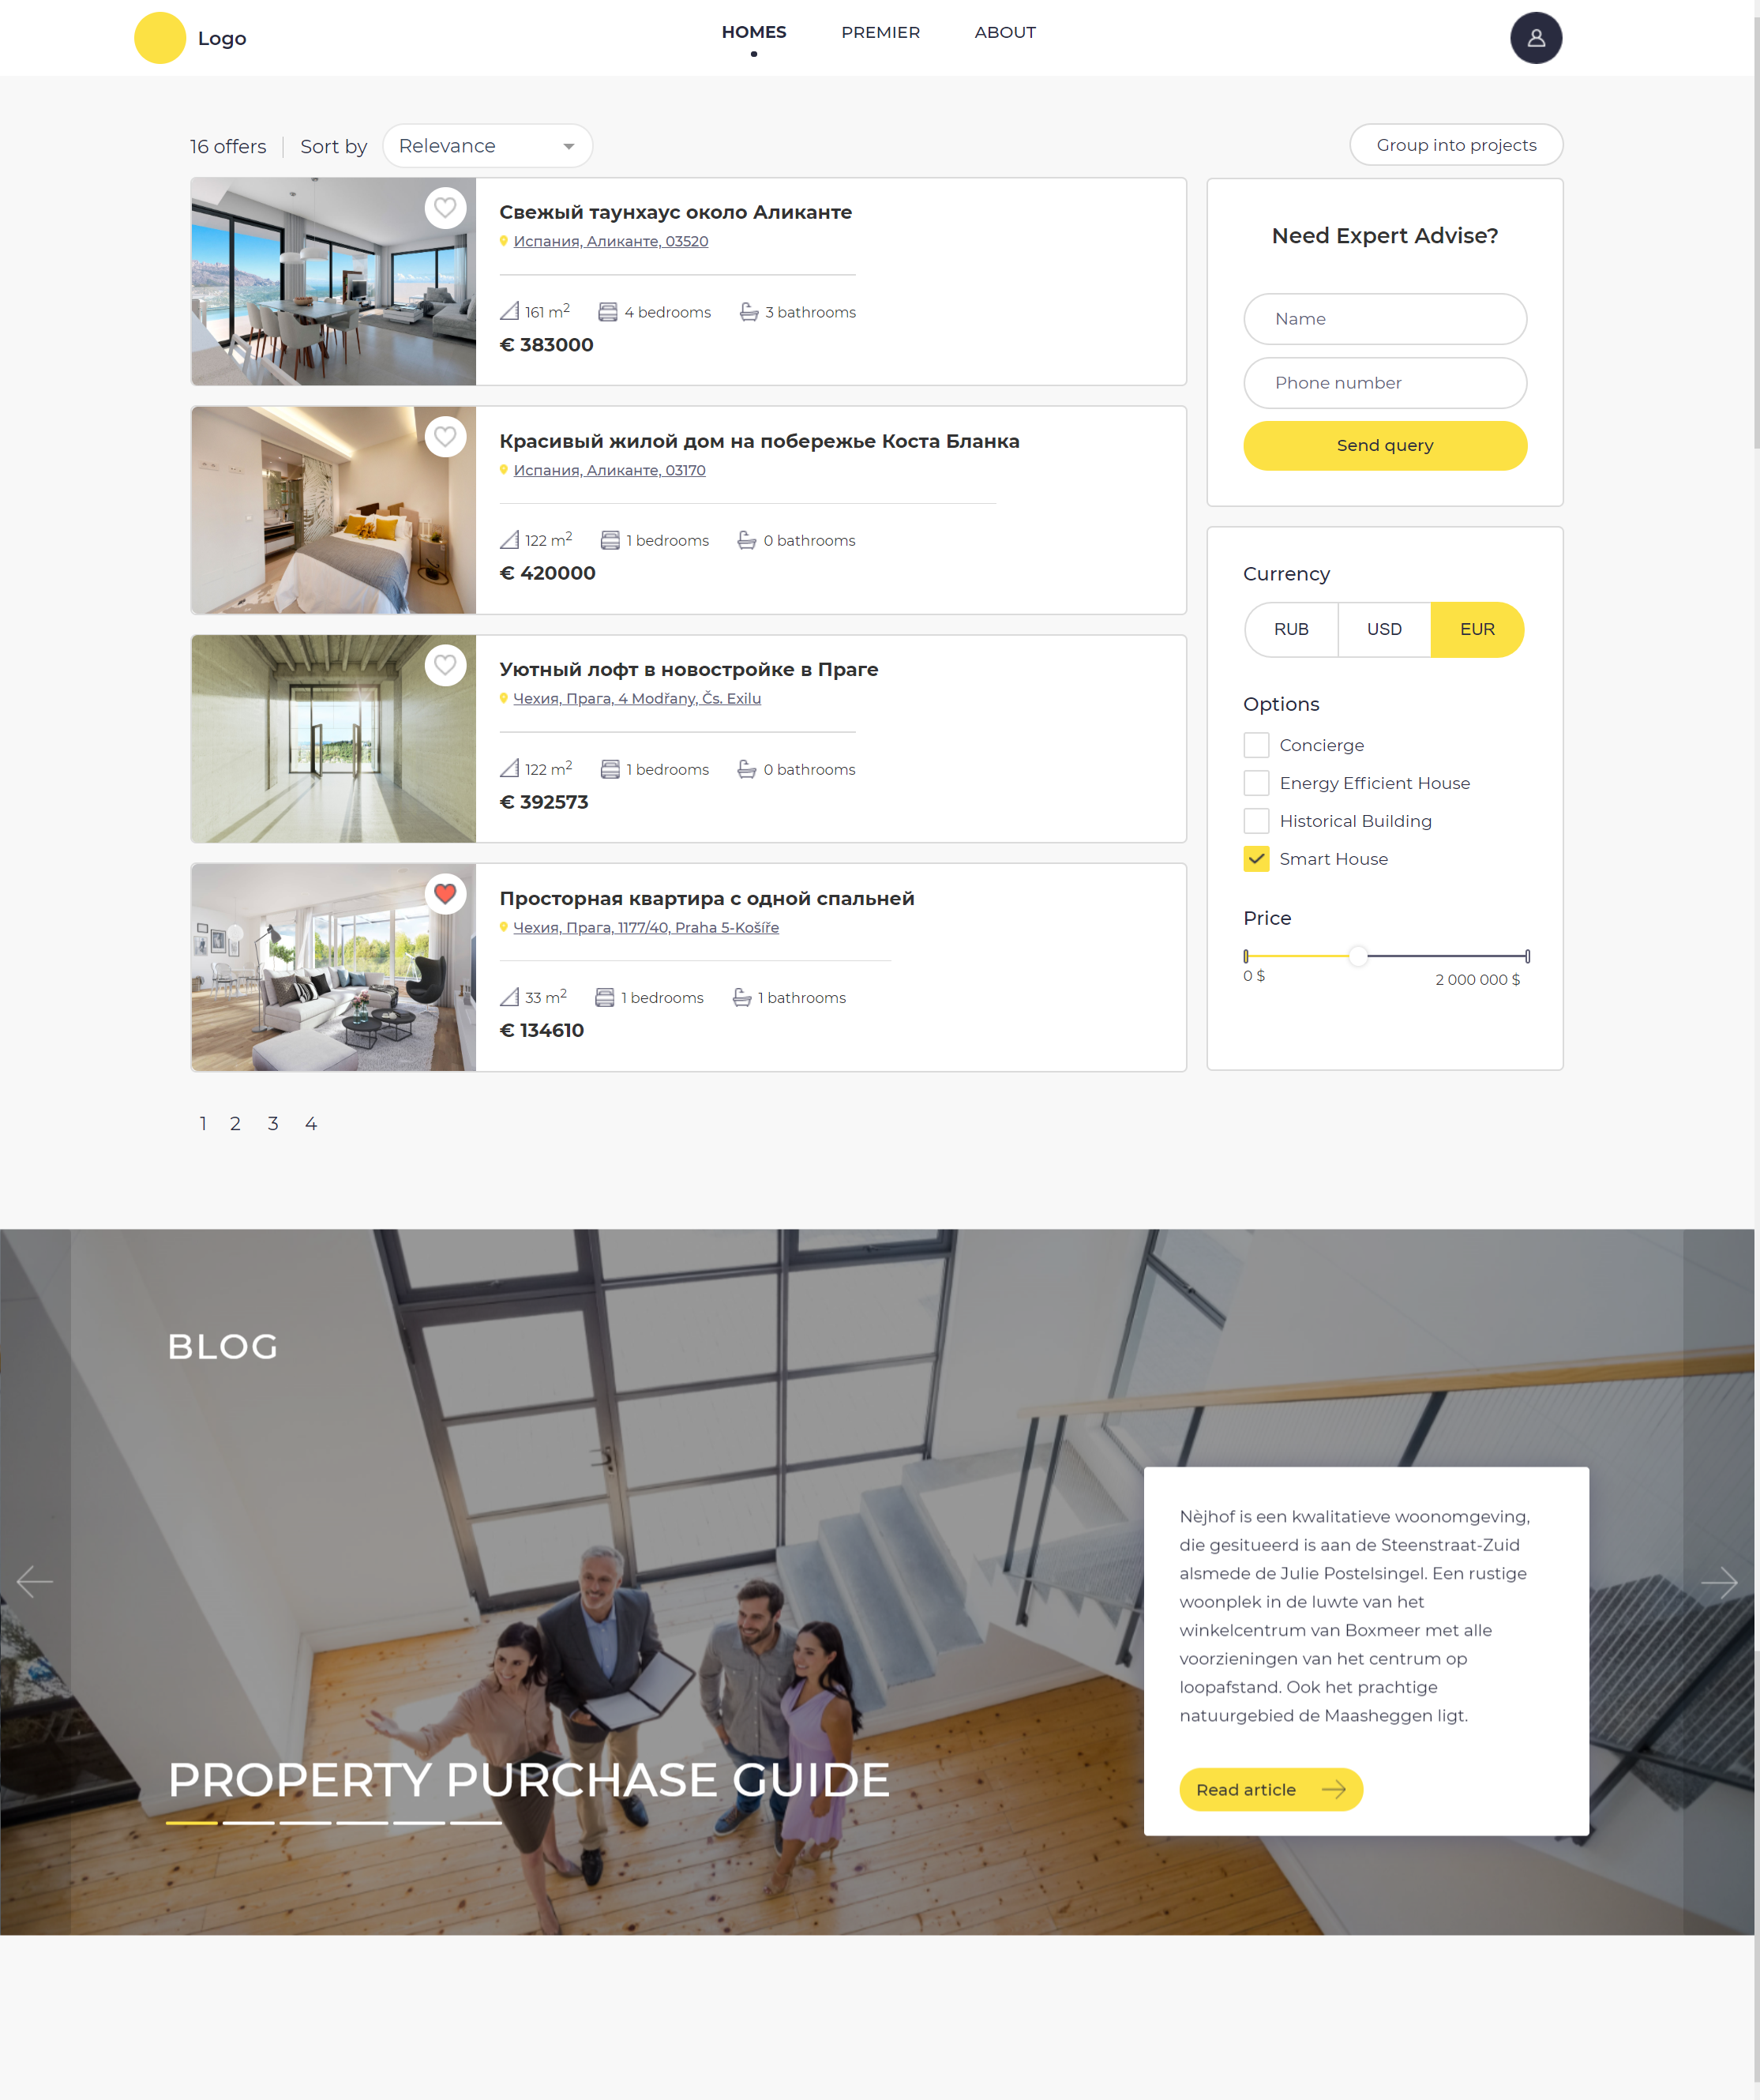 Logo
HOMES
PREMIER
ABOUT
16 offers
Sort by
Relevance
Group into projects
Свежый таунхаус около Аликанте
Испания, Аликанте, 03520
161 m²
4 bedrooms
3 bathrooms
€ 383000
Красивый жилой дом на побережье Коста Бланка
Испания, Аликанте, 03170
122 m²
1 bedrooms
0 bathrooms
€ 420000
Уютный лофт в новостройке в Праге
Чехия, Прага, 4 Modřany, Čs. Exilu
122 m²
1 bedrooms
0 bathrooms
€ 392573
Просторная квартира с одной спальней
Чехия, Прага, 1177/40, Praha 5-Košíře
33 m²
1 bedrooms
1 bathrooms
€ 134610
1 2 3 4
Need Expert Advise?
Name
Phone number
Send query
Currency
RUB
USD
EUR
Options
Concierge
Energy Efficient House
Historical Building
Smart House
Price
0 $
2 000 000 $
BLOG
PROPERTY PURCHASE GUIDE
Nèjhof is een kwalitatieve woonomgeving,
die gesitueerd is aan de Steenstraat-Zuid
alsmede de Julie Postelsingel. Een rustige
woonplek in de luwte van het
winkelcentrum van Boxmeer met alle
voorzieningen van het centrum op
loopafstand. Ook het prachtige
natuurgebied de Maasheggen ligt.
Read article